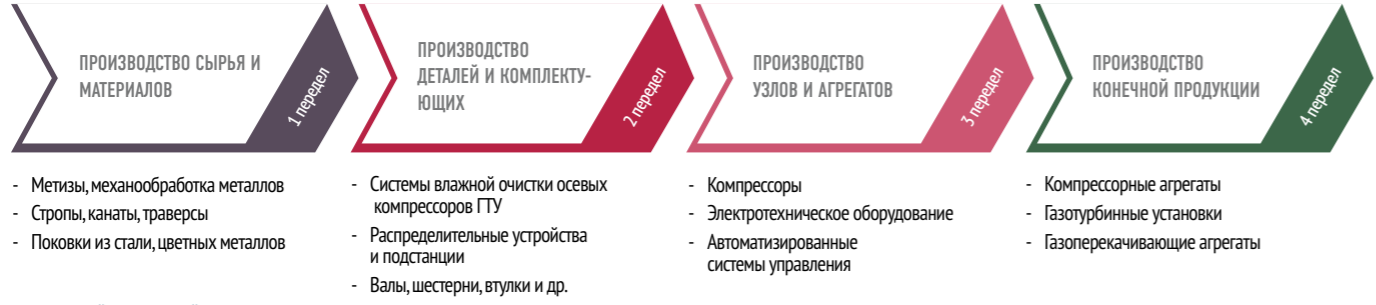 ПРОИЗВОДСТВО СЫРЬЯ И
МАТЕРИАЛОВ
1 передел
- Метизы, механообработка металлов
- Стропы, канаты, траверсы
- Поковки из стали, цветных металлов
ПРОИЗВОДСТВО
ДЕТАЛЕЙ И КОМПЛЕКТУ-
ЮЩИХ
2 передел
- Системы влажной очистки осевых
компрессоров ГТУ
- Распределительные устройства
и подстанции
- Валы, шестерни, втулки и др.
ПРОИЗВОДСТВО
УЗЛОВ И АГРЕГАТОВ
3 передел
- Компрессоры
- Электротехническое оборудование
- Автоматизированные
системы управления
ПРОИЗВОДСТВО
КОНЕЧНОЙ ПРОДУКЦИИ
4 передел
- Компрессорные агрегаты
- Газотурбинные установки
- Газоперекачивающие агрегаты